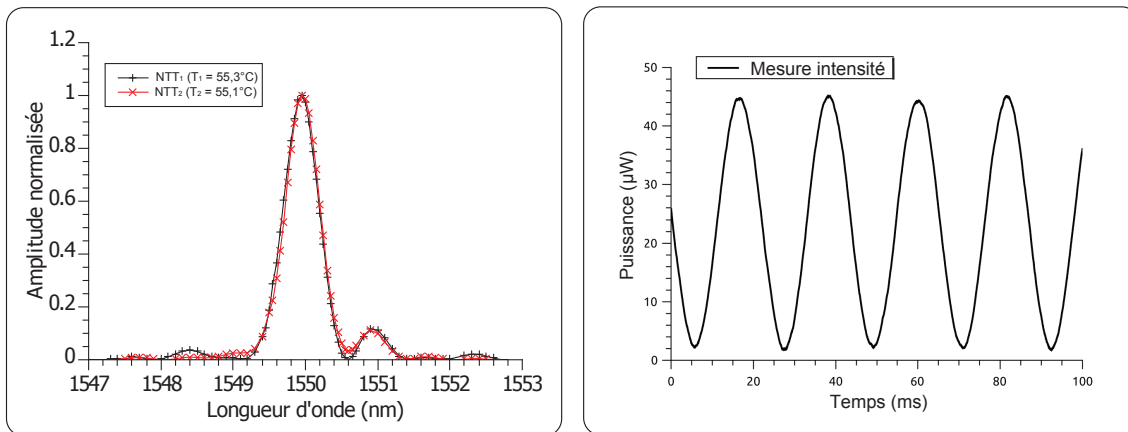 1.2
1
0.8
0.6
0.4
0.2
0
Amplitude normalisée
NTT₁ (T₁ = 55,3°C)
NTT₂ (T₂ = 55,1°C)
1547 1548 1549 1550 1551 1552 1553
Longueur d'onde (nm)
50
40
30
20
10
0
Puissance (µW)
Mesure intensité
0 20 40 60 80 100
Temps (ms)